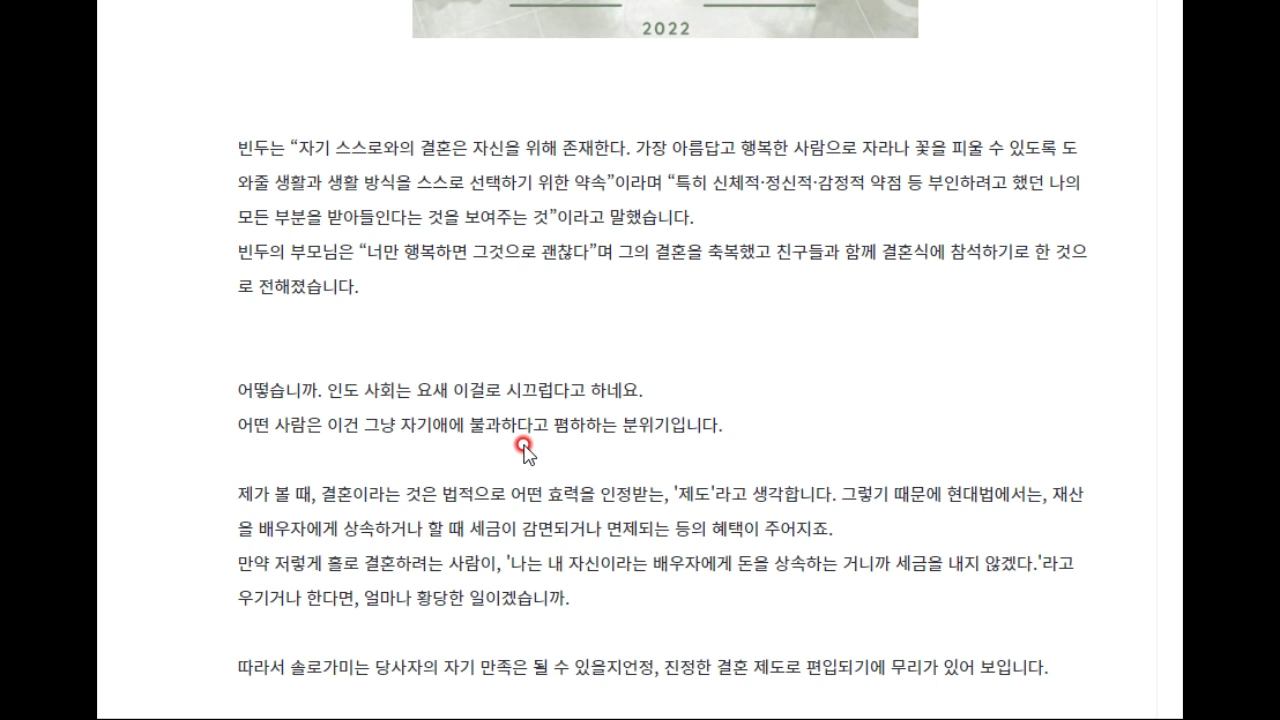 2022
빈두는 “자기 스스로와의 결혼은 자신을 위해 존재한다. 가장 아름답고 행복한 사람으로 자라나 꽃을 피울 수 있도록 도
와줄 생활과 생활 방식을 스스로 선택하기 위한 약속”이라며 “특히 신체적·정신적·감정적 약점 등 부인하려고 했던 나의
모든 부분을 받아들인다는 것을 보여주는 것”이라고 말했습니다.
빈두의 부모님은 “너만 행복하면 그것으로 괜찮다”며 그의 결혼을 축복했고 친구들과 함께 결혼식에 참석하기로 한 것으
로 전해졌습니다.
어떻습니까. 인도 사회는 요새 이걸로 시끄럽다고 하네요.
어떤 사람은 이건 그냥 자기애에 불과하다고 폄하하는 분위기입니다.
제가 볼 때, 결혼이라는 것은 법적으로 어떤 효력을 인정받는, '제도'라고 생각합니다. 그렇기 때문에 현대법에서는, 재산
을 배우자에게 상속하거나 할 때 세금이 감면되거나 면제되는 등의 혜택이 주어지죠.
만약 저렇게 홀로 결혼하려는 사람이, '나는 내 자신이라는 배우자에게 돈을 상속하는 거니까 세금을 내지 않겠다.'라고
우기거나 한다면, 얼마나 황당한 일이겠습니까.
따라서 솔로가미는 당사자의 자기 만족은 될 수 있을지언정, 진정한 결혼 제도로 편입되기에 무리가 있어 보입니다.